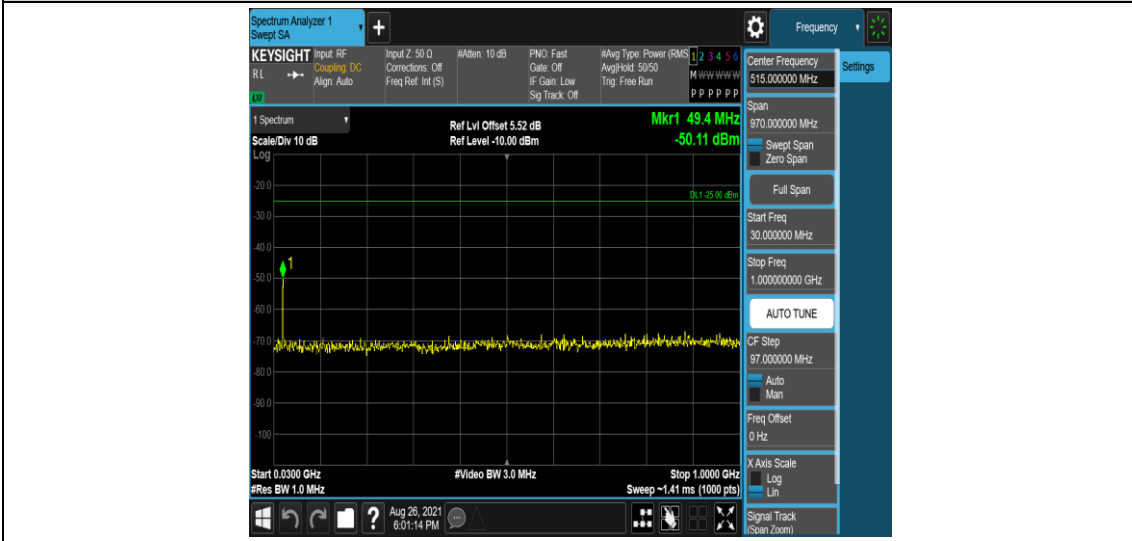 Spectrum Analyzer 1
Swept SA
+
Frequency
KEYSIGHT
RL
LXI
Input: RF
Coupling: DC
Align: Auto
Input Z: 50 Ω
Corrections: Off
Freq Ref: Int (S)
#Atten: 10 dB
PNO: Fast
Gate: Off
IF Gain: Low
Sig Track: Off
#Avg Type: Power (RMS
Avg|Hold: 50/50
Trig: Free Run
1 2 3 4 5 6
M W W W W W
P P P P P P
1 Spectrum
Scale/Div 10 dB
Log
Ref Lvl Offset 5.52 dB
Ref Level -10.00 dBm
Mkr1 49.4 MHz
-50.11 dBm
-20.0
DL1 -25.00 dBm
-30.0
-40.0
1
-50.0
-60.0
-70.0
-80.0
-90.0
-100
Start 0.0300 GHz
#Res BW 1.0 MHz
#Video BW 3.0 MHz
Stop 1.0000 GHz
Sweep ~1.41 ms (1000 pts)
Center Frequency
515.000000 MHz
Settings
Span
970.000000 MHz
Swept Span
Zero Span
Full Span
Start Freq
30.000000 MHz
Stop Freq
1.000000000 GHz
AUTO TUNE
CF Step
97.000000 MHz
Auto
Man
Freq Offset
0 Hz
X Axis Scale
Log
Lin
Signal Track
(Span Zoom)
?
Aug 26, 2021
6:01:14 PM